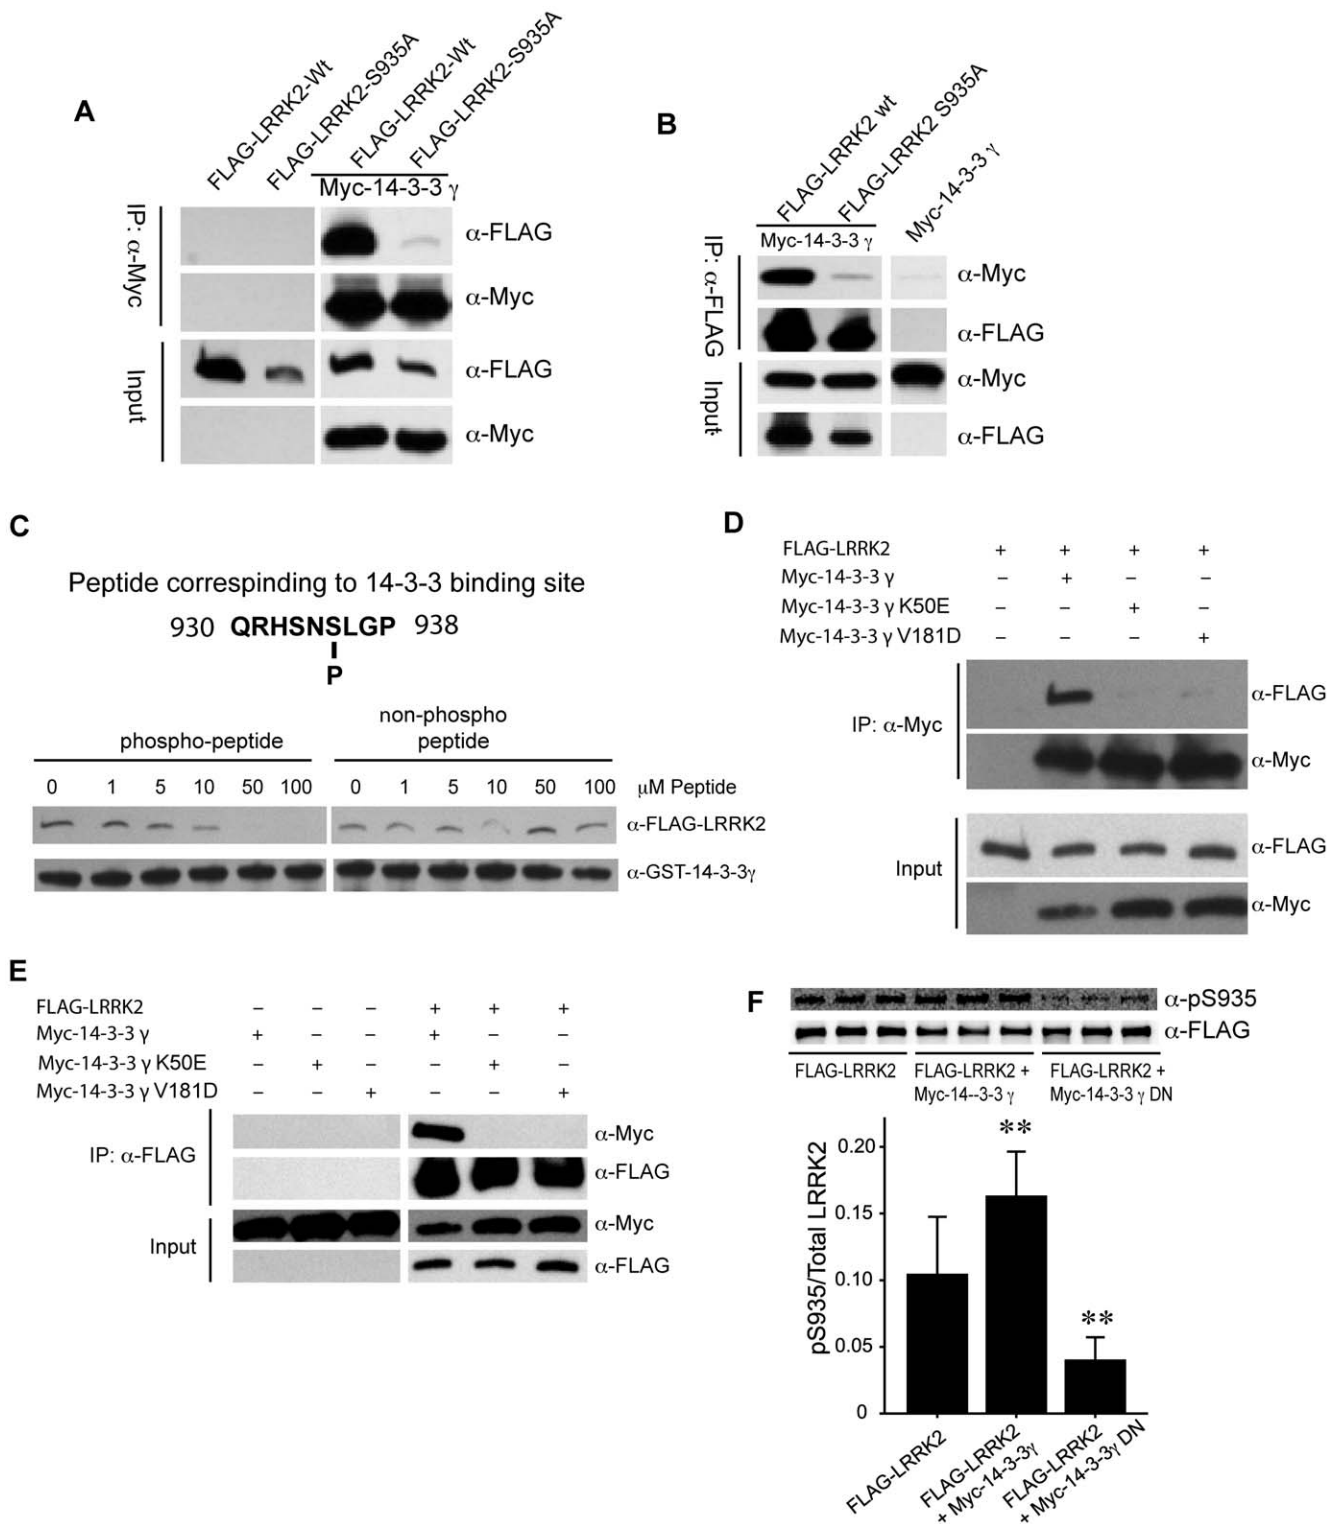 A
FLAG-LRRK2-Wt
FLAG-LRRK2-S935A
FLAG-LRRK2-Wt
FLAG-LRRK2-S935A
Myc-14-3-3 γ
IP: α-Myc
α-FLAG
α-Myc
Input
α-FLAG
α-Myc
B
FLAG-LRRK2 wt
FLAG-LRRK2 S935A
Myc-14-3-3 γ
Myc-14-3-3 γ
IP: α-FLAG
α-Myc
α-FLAG
Input
α-Myc
α-FLAG
C
Peptide correspinding to 14-3-3 binding site
930 QRHSNSLGP 938
P
phospho-peptide
non-phospho
peptide
0 1 5 10 50 100 0 1 5 10 50 100 μM Peptide
α-FLAG-LRRK2
α-GST-14-3-3γ
D
FLAG-LRRK2 + + + +
Myc-14-3-3 γ – + – –
Myc-14-3-3 γ K50E – – + –
Myc-14-3-3 γ V181D – – – +
IP: α-Myc
α-FLAG
α-Myc
Input
α-FLAG
α-Myc
E
FLAG-LRRK2 – – – + + +
Myc-14-3-3 γ + – – + – –
Myc-14-3-3 γ K50E – + – – + –
Myc-14-3-3 γ V181D – – + – – +
IP: α-FLAG
α-Myc
α-FLAG
Input
α-Myc
α-FLAG
F
α-pS935
α-FLAG
FLAG-LRRK2
FLAG-LRRK2 +
Myc-14--3-3 γ
FLAG-LRRK2 +
Myc-14-3-3 γ DN
pS935/Total LRRK2
0.20
0.15
0.10
0.05
0
**
**
FLAG-LRRK2
FLAG-LRRK2
+ Myc-14-3-3γ
FLAG-LRRK2
+ Myc-14-3-3γ DN